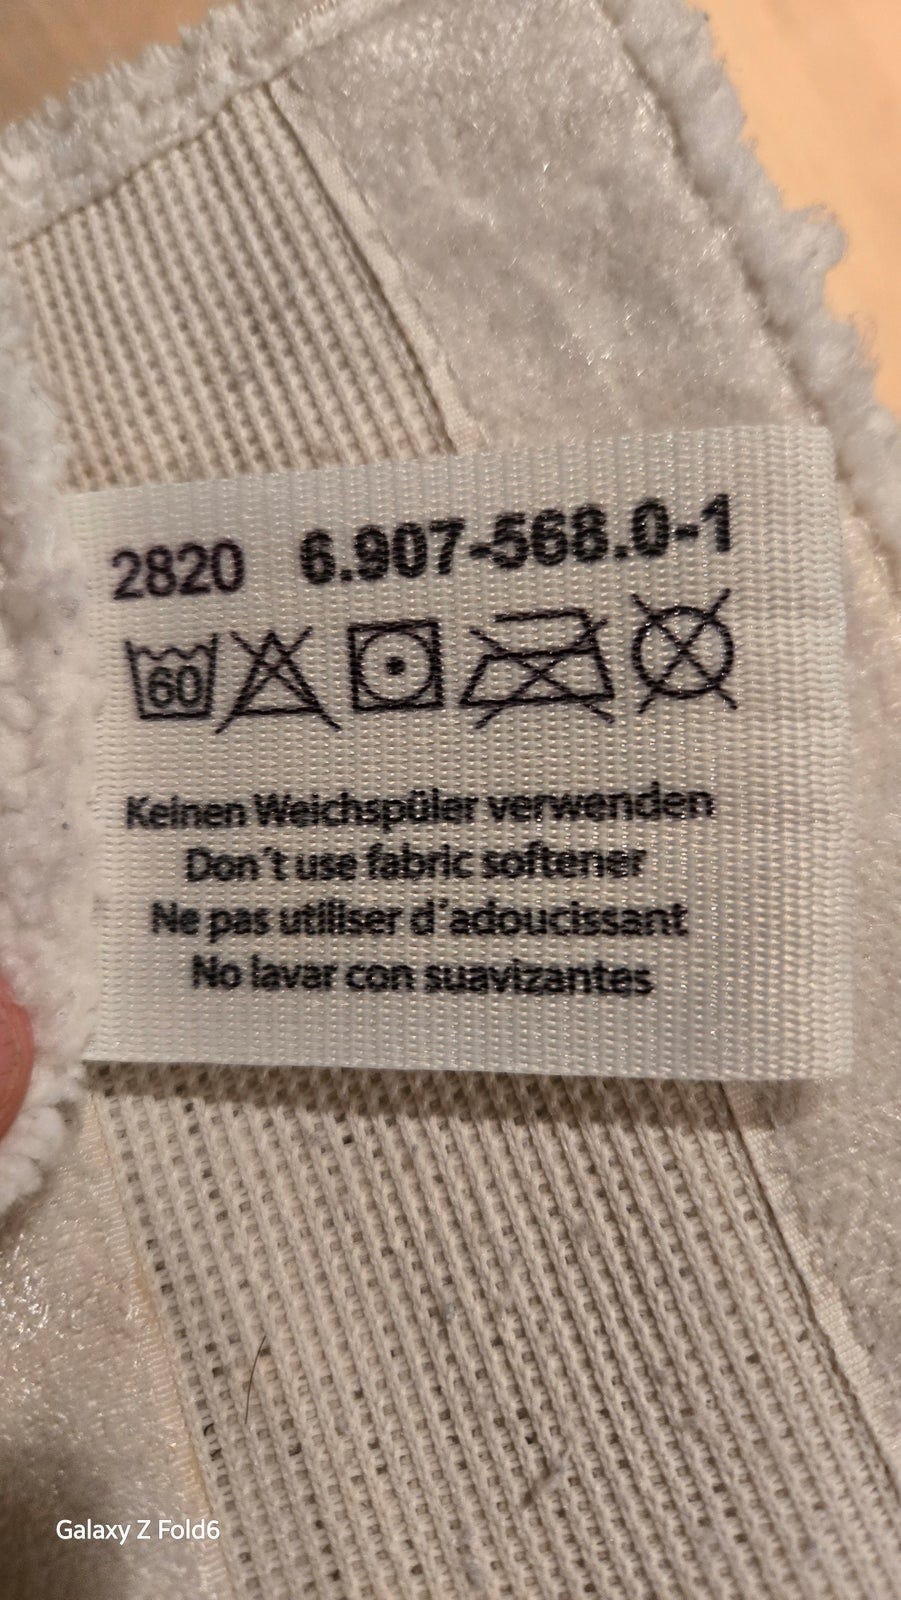 2820 6.907-568.0-1
60
Keinen Weichspüler verwenden
Don´t use fabric softener
Ne pas utiliser d´adoucissant
No lavar con suavizantes
Galaxy Z Fold6